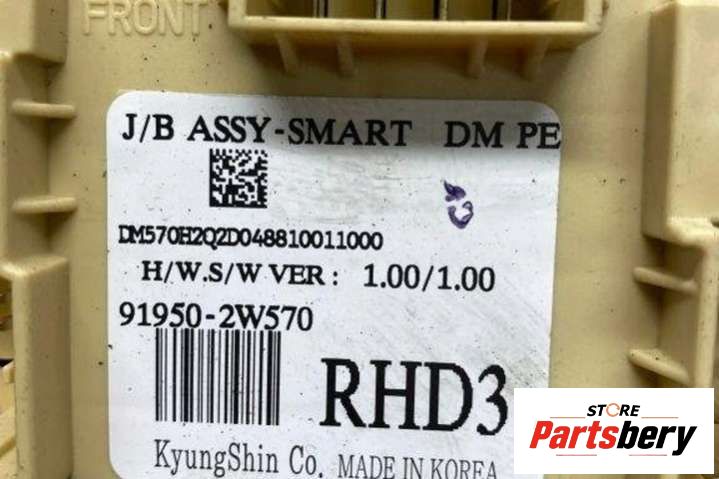 FRONT
J/B ASSY-SMART DM PE
DM570H2Q2D048810011000
H/W.S/W VER : 1.00/1.00
91950-2W570
RHD3
KyungShin Co. MADE IN KOREA
STORE
Partsbery